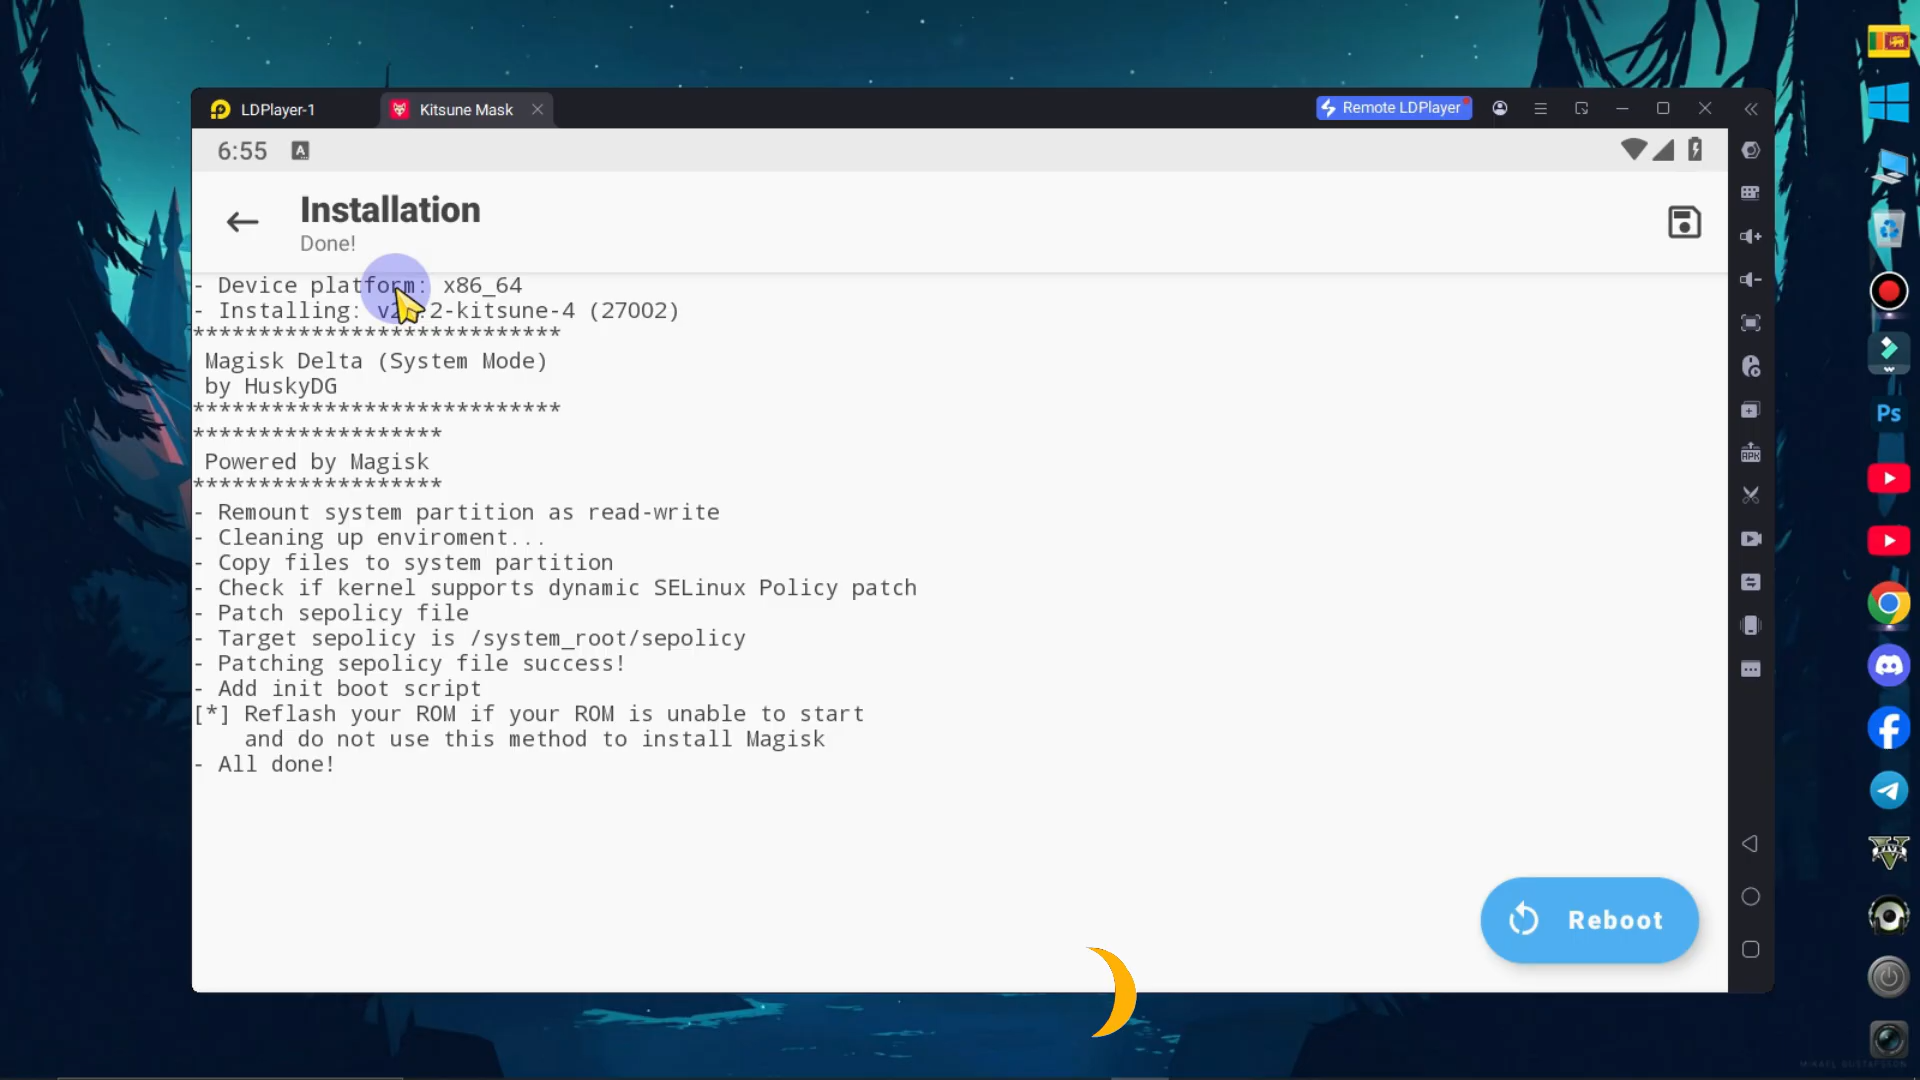 LDPlayer-1
Kitsune Mask
Remote LDPlayer
6:55
A
Installation
Done!
- Device platform: x86_64
- Installing: 2-kitsune-4 (27002)
****************************
Magisk Delta (System Mode)
by HuskyDG
****************************
*******************
Powered by Magisk
*******************
- Remount system partition as read-write
- Cleaning up enviroment...
- Copy files to system partition
- Check if kernel supports dynamic SELinux Policy patch
- Patch sepolicy file
- Target sepolicy is /system_root/sepolicy
- Patching sepolicy file success!
- Add init boot script
[*] Reflash your ROM if your ROM is unable to start
and do not use this method to install Magisk
- All done!
Reboot
APK
Ps
FIVE
MIKAEL GUSTAFSSON